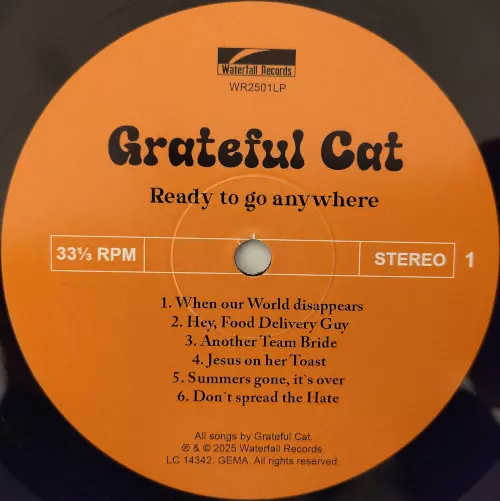 Waterfall Records
WR2501LP
Grateful Cat
Ready to go anywhere
33⅓ RPM
STEREO 1
1. When our World disappears
2. Hey, Food Delivery Guy
3. Another Team Bride
4. Jesus on her Toast
5. Summers gone, it`s over
6. Don´t spread the Hate
All songs by Grateful Cat.
℗ & © 2025 Waterfall Records.
LC 14342. GEMA. All rights reserved.